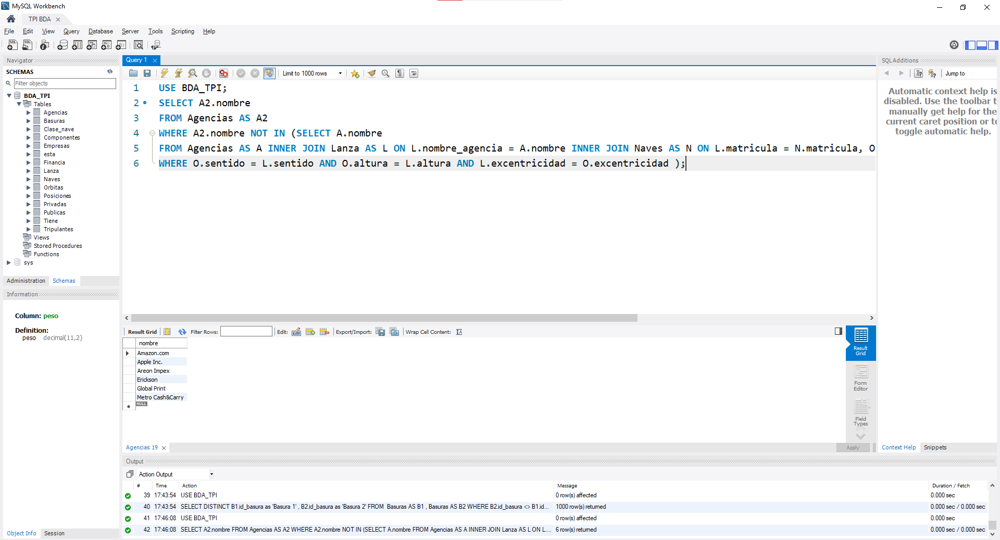 MySQL Workbench
TPI BDA
File Edit View Query Database Server Tools Scripting Help
Navigator
SCHEMAS
Filter objects
BDA_TPI
Tables
Agencias
Basuras
Clase_nave
Componentes
Empresas
esta
Financia
Lanza
Naves
Orbitas
Posiciones
Privadas
Publicas
Tiene
Tripulantes
Views
Stored Procedures
Functions
sys
Administration Schemas
Information
Column: peso
Definition:
peso decimal(11,2)
Object Info Session
Query 1
Limit to 1000 rows
1 USE BDA_TPI;
2 SELECT A2.nombre
3 FROM Agencias AS A2
4 WHERE A2.nombre NOT IN (SELECT A.nombre
5 FROM Agencias AS A INNER JOIN Lanza AS L ON L.nombre_agencia = A.nombre INNER JOIN Naves AS N ON L.matricula = N.matricula, O
6 WHERE O.sentido = L.sentido AND O.altura = L.altura AND L.excentricidad = O.excentricidad );
Result Grid Filter Rows: Edit: Export/Import: Wrap Cell Content:
nombre
Amazon.com
Apple Inc.
Areon Impex
Erickson
Global Print
Metro Cash&Carry
NULL
Result
Grid
Form
Editor
Field
Types
Agencias 19
Apply
SQLAdditions
Jump to
Automatic context help is
disabled. Use the toolbar t
manually get help for the
current caret position or to
toggle automatic help.
Context Help Snippets
Output
Action Output
# Time Action Message Duration / Fetch
39 17:43:54 USE BDA_TPI 0 row(s) affected 0.000 sec
40 17:43:54 SELECT DISTINCT B1.id_basura as 'Basura 1' , B2.id_basura as 'Basura 2' FROM Basuras AS B1 , Basuras AS B2 WHERE B2.id_basura <> B1.id... 1000 row(s) returned 0.000 sec / 0.000 sec
41 17:46:08 USE BDA_TPI 0 row(s) affected 0.000 sec
42 17:46:08 SELECT A2.nombre FROM Agencias AS A2 WHERE A2.nombre NOT IN (SELECT A.nombre FROM Agencias AS A INNER JOIN Lanza AS L ON L.... 6 row(s) returned 0.000 sec / 0.000 sec